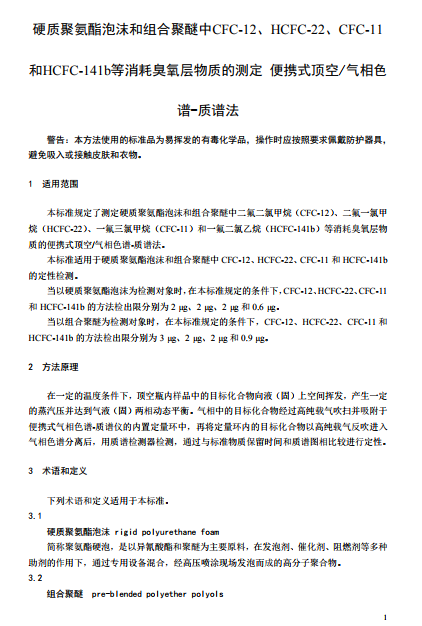 硬质聚氨酯泡沫和组合聚醚中CFC-12、HCFC-22、CFC-11
和HCFC-141b等消耗臭氧层物质的测定 便携式顶空/气相色
谱-质谱法
警告：本方法使用的标准品为易挥发的有毒化学品，操作时应按照要求佩戴防护器具，
避免吸入或接触皮肤和衣物。
1 适用范围
本标准规定了测定硬质聚氨酯泡沫和组合聚醚中二氟二氯甲烷（CFC-12）、二氟一氯甲
烷（HCFC-22）、一氟三氯甲烷（CFC-11）和一氟二氯乙烷（HCFC-141b）等消耗臭氧层物
质的便携式顶空/气相色谱-质谱法。
本标准适用于硬质聚氨酯泡沫和组合聚醚中 CFC-12、HCFC-22、CFC-11 和 HCFC-141b
的定性检测。
当以硬质聚氨酯泡沫为检测对象时，在本标准规定的条件下，CFC-12、HCFC-22、CFC-11
和 HCFC-141b 的方法检出限分别为 2 μg、2 μg、2 μg 和 0.6 μg。
当以组合聚醚为检测对象时，在本标准规定的条件下，CFC-12、HCFC-22、CFC-11 和
HCFC-141b 的方法检出限分别为 3 μg、2 μg、2 μg 和 0.9 μg。
2 方法原理
在一定的温度条件下，顶空瓶内样品中的目标化合物向液（固）上空间挥发，产生一定
的蒸汽压并达到气液（固）两相动态平衡。气相中的目标化合物经过高纯载气吹扫并吸附于
便携式气相色谱-质谱仪的内置定量环中，再将定量环内的目标化合物以高纯载气反吹进入
气相色谱分离后，用质谱检测器检测，通过与标准物质保留时间和质谱图相比较进行定性。
3 术语和定义
下列术语和定义适用于本标准。
3.1
硬质聚氨酯泡沫 rigid polyurethane foam
简称聚氨酯硬泡，是以异氰酸酯和聚醚为主要原料，在发泡剂、催化剂、阻燃剂等多种
助剂的作用下，通过专用设备混合，经高压喷涂现场发泡而成的高分子聚合物。
3.2
组合聚醚 pre-blended polyether polyols
1